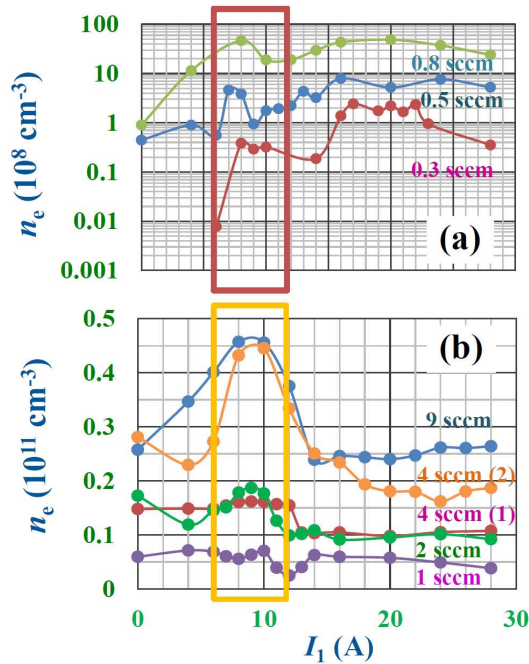 100
10
1
0.1
0.01
0.001
nₑ (10⁸ cm⁻³)
0.8 sccm
0.5 sccm
0.3 sccm
(a)
0.5
0.4
0.3
0.2
0.1
0
nₑ (10¹¹ cm⁻³)
(b)
9 sccm
4 sccm (2)
4 sccm (1)
2 sccm
1 sccm
0 10 20 30
I₁ (A)